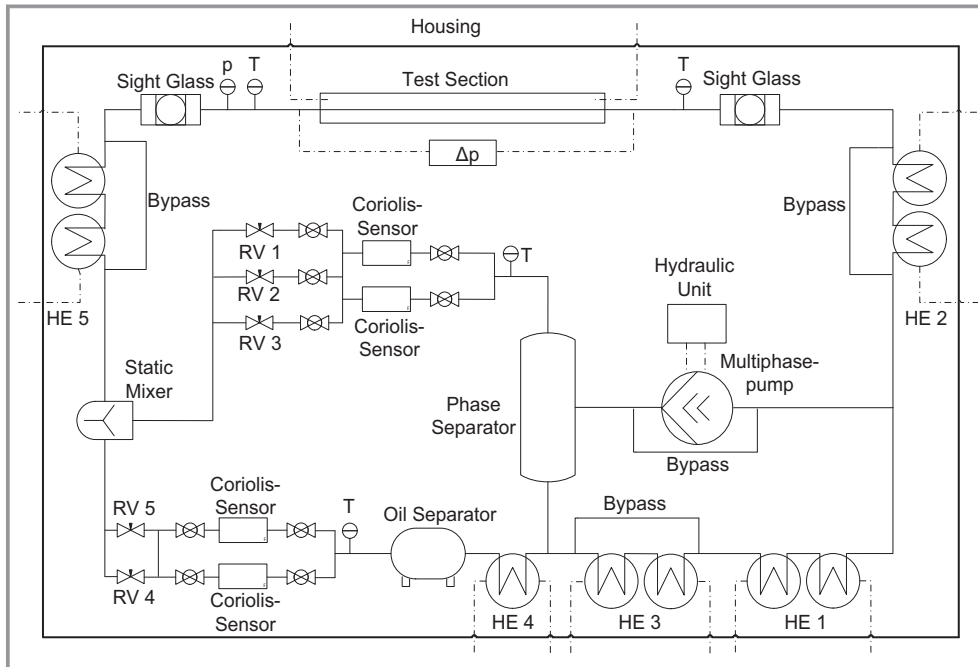 Housing
p
T
T
Sight Glass
Test Section
Sight Glass
Δp
Bypass
Bypass
Coriolis-
Sensor
RV 1
T
RV 2
Hydraulic
Unit
HE 5
RV 3
Coriolis-
Sensor
HE 2
Static
Mixer
Multiphase-
pump
Phase
Separator
Bypass
Coriolis-
Sensor
RV 5
T
Oil Separator
Bypass
RV 4
Coriolis-
Sensor
HE 4
HE 3
HE 1